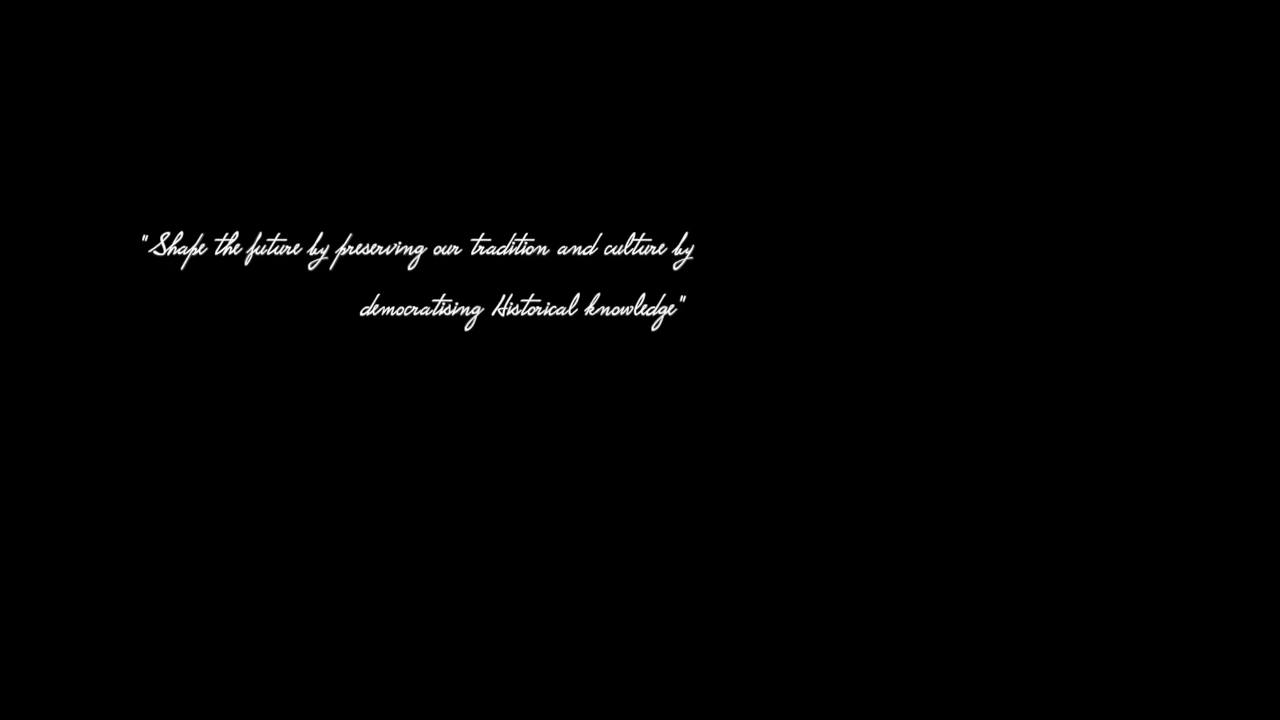 "Shape the future by preserving our tradition and culture by
democratising Historical knowledge"